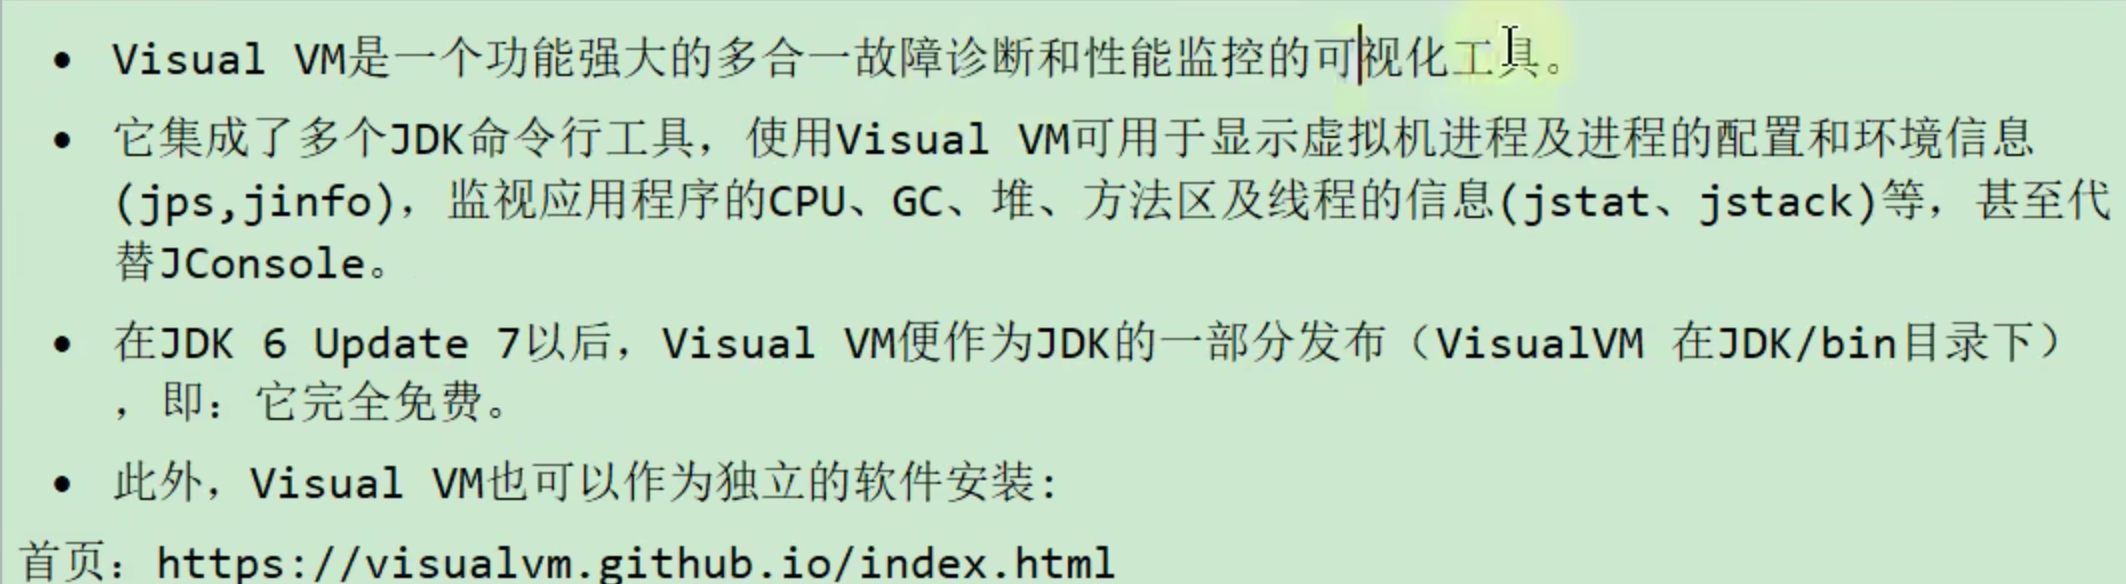 • Visual VM是一个功能强大的多合一故障诊断和性能监控的可视化工具。
• 它集成了多个JDK命令行工具，使用Visual VM可用于显示虚拟机进程及进程的配置和环境信息
(jps,jinfo)，监视应用程序的CPU、GC、堆、方法区及线程的信息(jstat、jstack)等，甚至代
替JConsole。
• 在JDK 6 Update 7以后，Visual VM便作为JDK的一部分发布（VisualVM 在JDK/bin目录下）
，即：它完全免费。
• 此外，Visual VM也可以作为独立的软件安装：
首页：https://visualvm.github.io/index.html